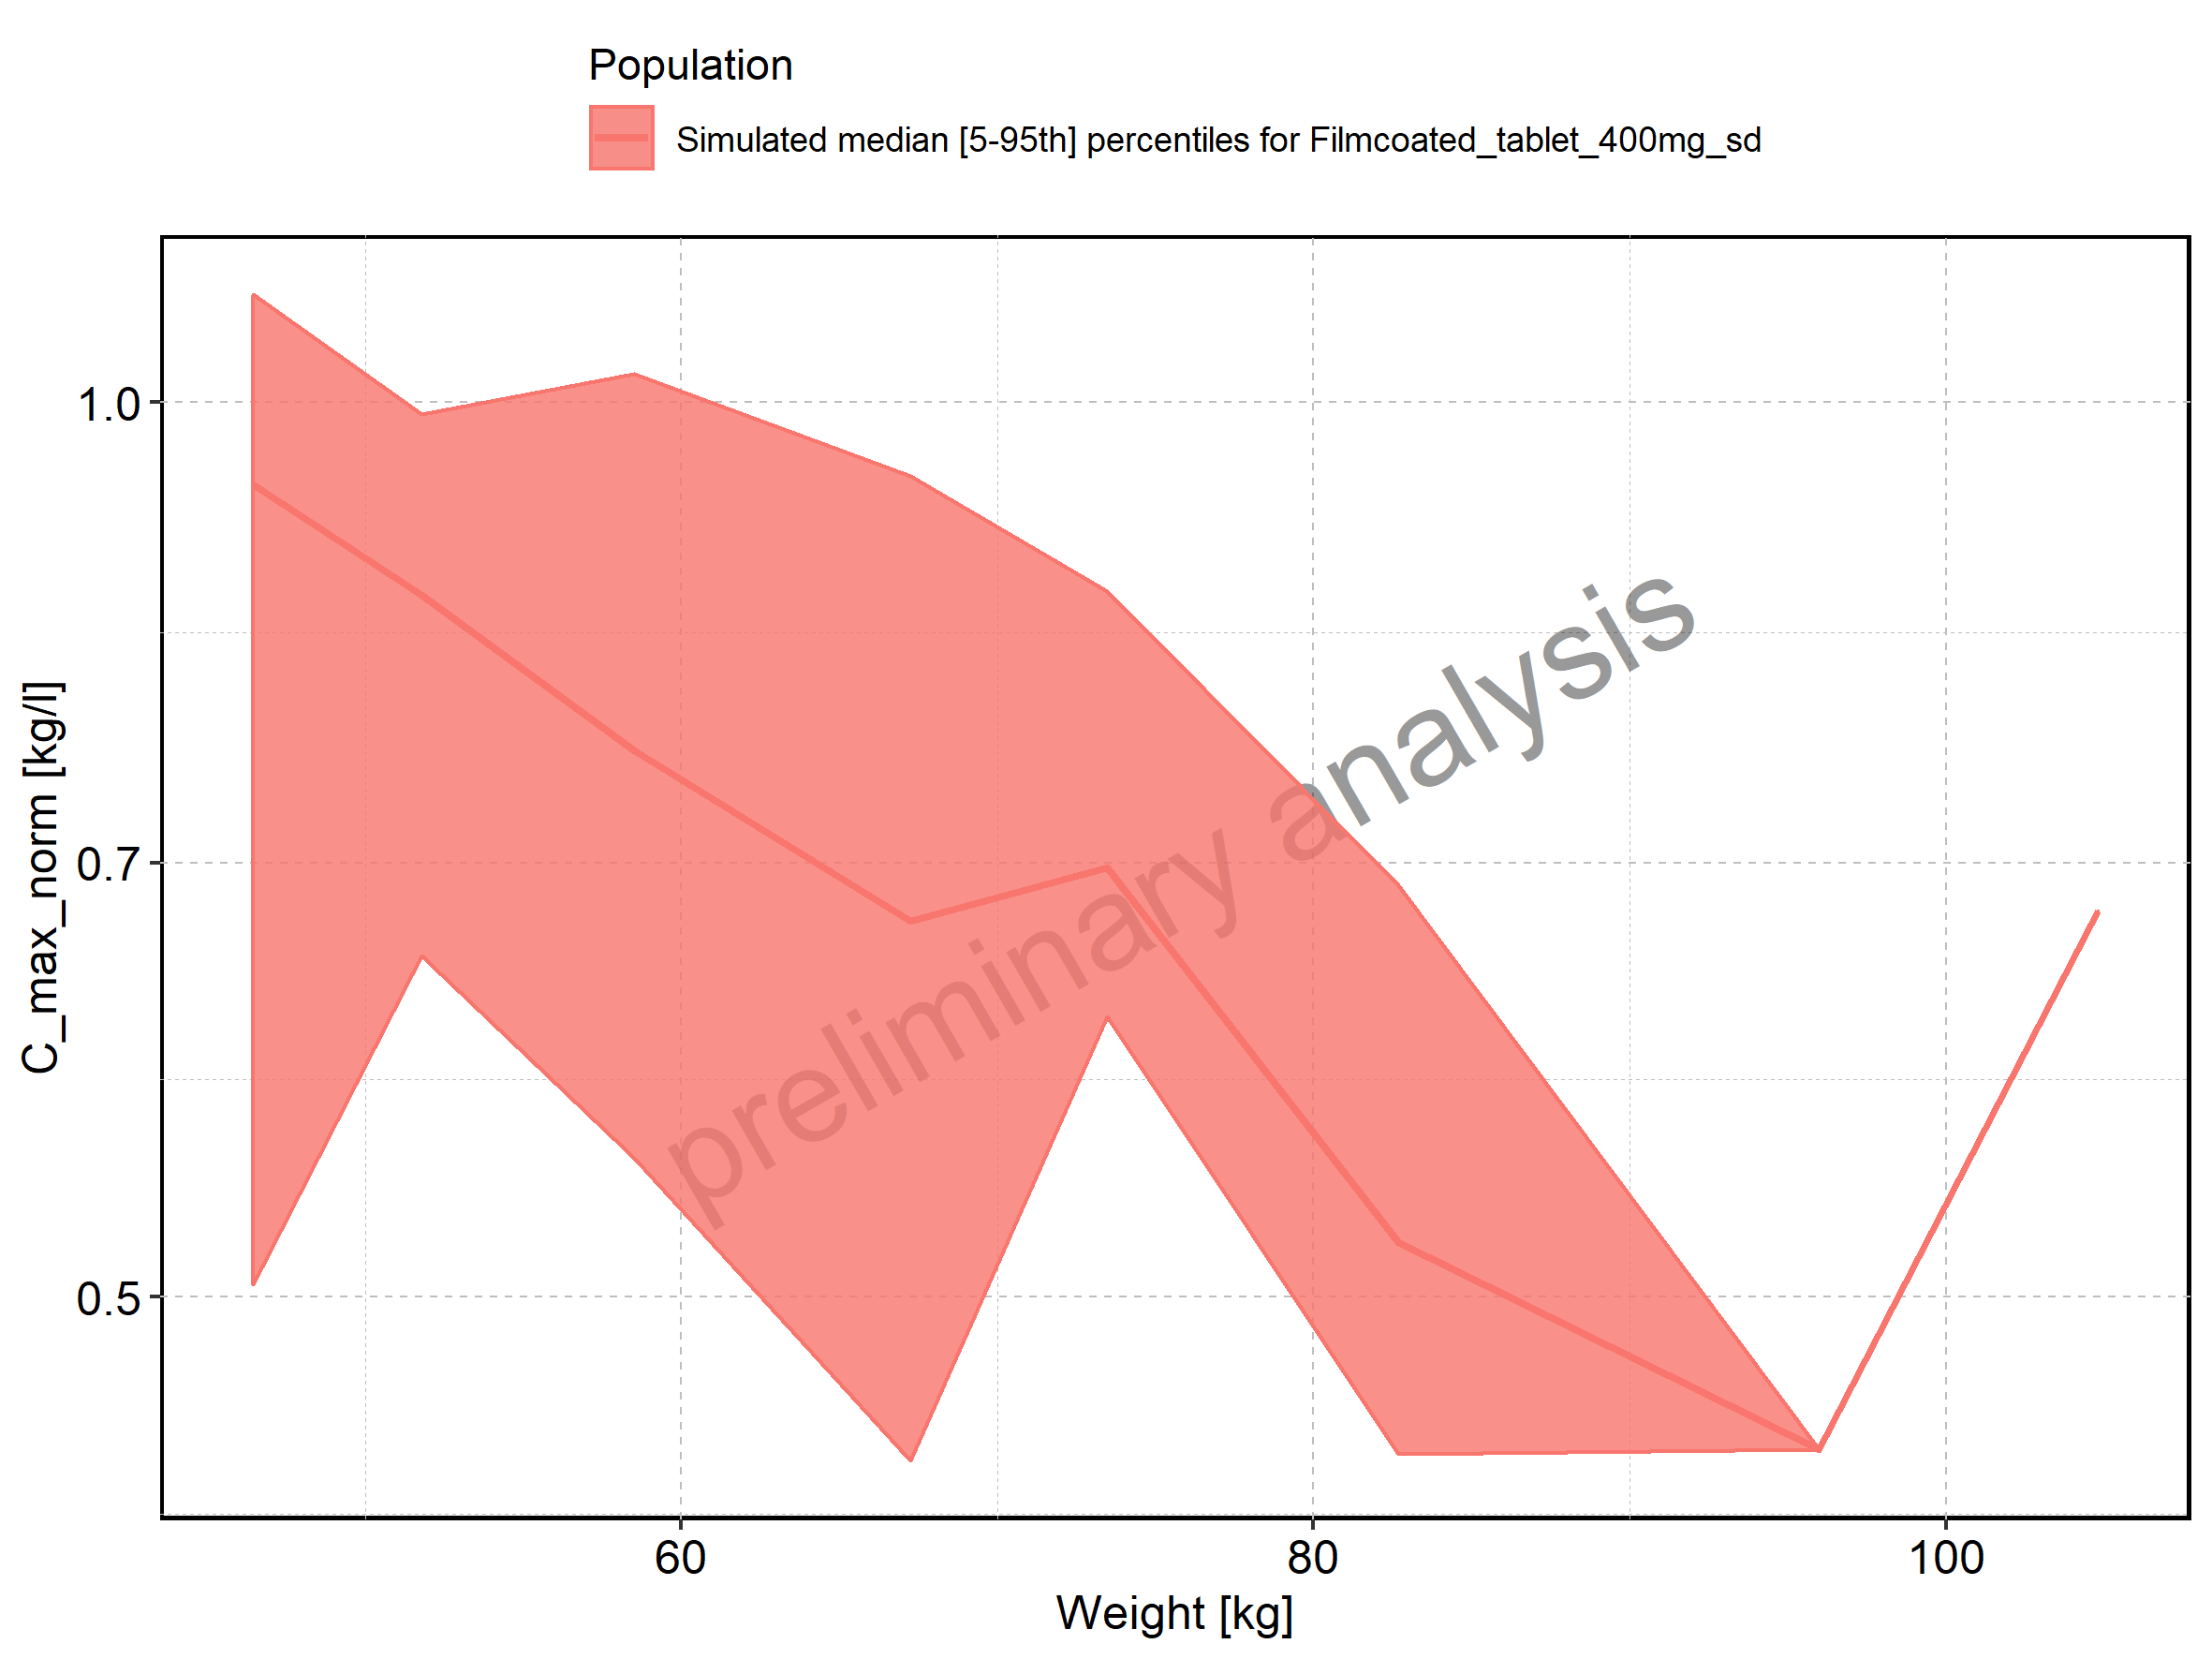 Population
Simulated median [5-95th] percentiles for Filmcoated_tablet_400mg_sd
1.0
0.7
0.5
C_max_norm [kg/l]
preliminary analysis
60
80
100
Weight [kg]